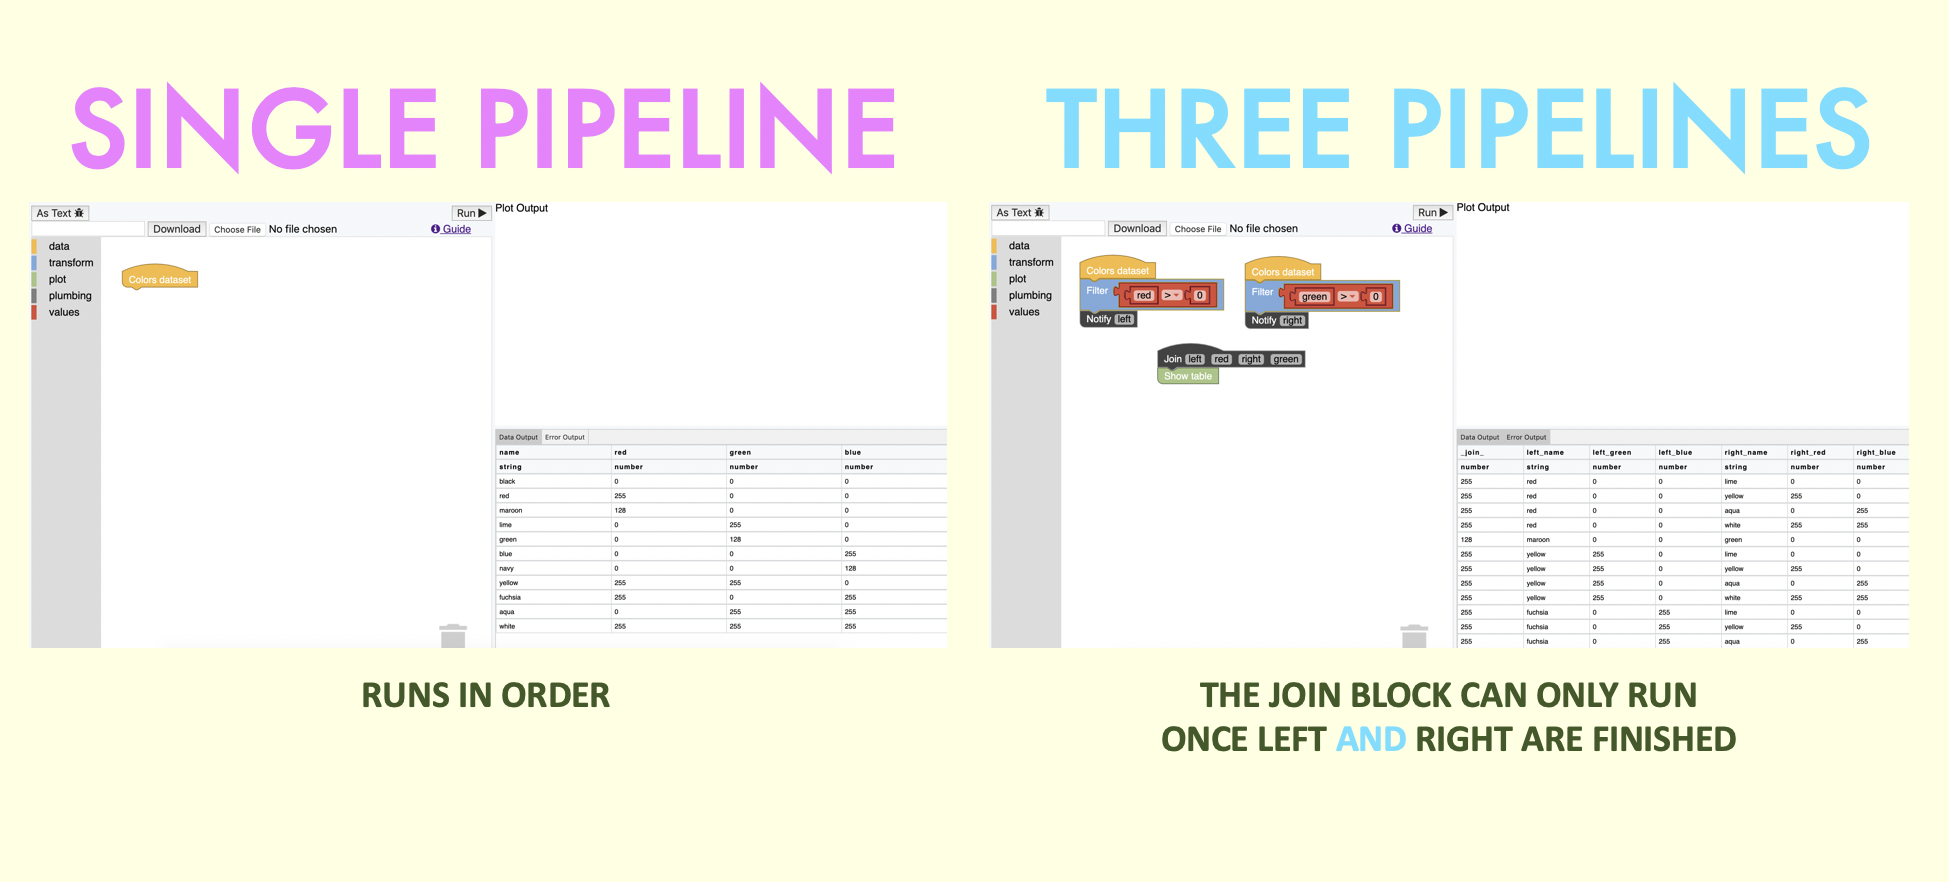 SINGLE PIPELINE
As Text
Run
Plot Output
Download
Choose File No file chosen
Guide
data
transform
plot
plumbing
values
Colors dataset
Data Output Error Output
name red green blue
string number number number
black 0 0 0
red 255 0 0
maroon 128 0 0
lime 0 255 0
green 0 128 0
blue 0 0 255
navy 0 0 128
yellow 255 255 0
fuchsia 255 0 255
aqua 0 255 255
white 255 255 255
RUNS IN ORDER
THREE PIPELINES
As Text
Run
Plot Output
Download
Choose File No file chosen
Guide
data
transform
plot
plumbing
values
Colors dataset
Filter red > 0
Notify left
Colors dataset
Filter green > 0
Notify right
Join left red right green
Show table
Data Output Error Output
_join_ left_name left_green left_blue right_name right_red right_blue
number string number number string number number
255 red 0 0 lime 0 0
255 red 0 0 yellow 255 0
255 red 0 0 aqua 0 255
255 red 0 0 white 255 255
128 maroon 0 0 green 0 0
255 yellow 255 0 lime 0 0
255 yellow 255 0 yellow 255 0
255 yellow 255 0 aqua 0 255
255 yellow 255 0 white 255 255
255 fuchsia 0 255 lime 0 0
255 fuchsia 0 255 yellow 255 0
255 fuchsia 0 255 aqua 0 255
THE JOIN BLOCK CAN ONLY RUN
ONCE LEFT AND RIGHT ARE FINISHED